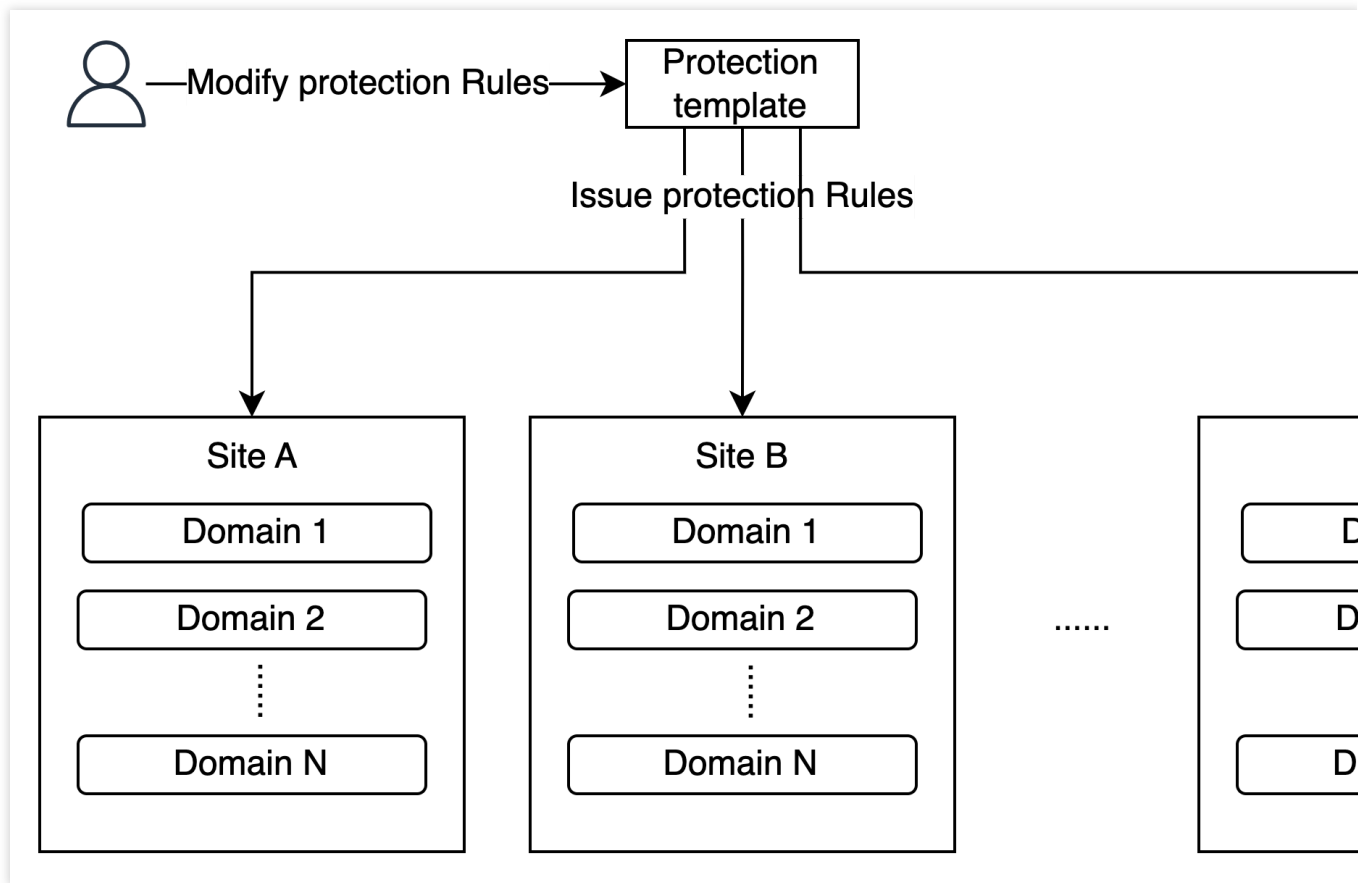 Modify protection Rules
Protection
template
Issue protection Rules
Site A
Site B
Domain 1
Domain 1
Domain 2
Domain 2
......
Domain N
Domain N